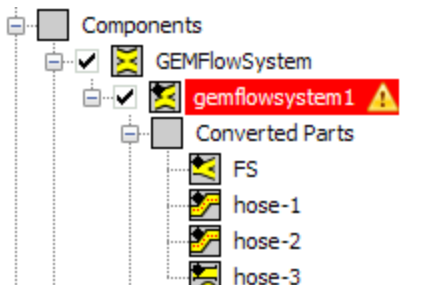 Components
GEMFlowSystem
gemflowsystem1
Converted Parts
FS
hose-1
hose-2
hose-3